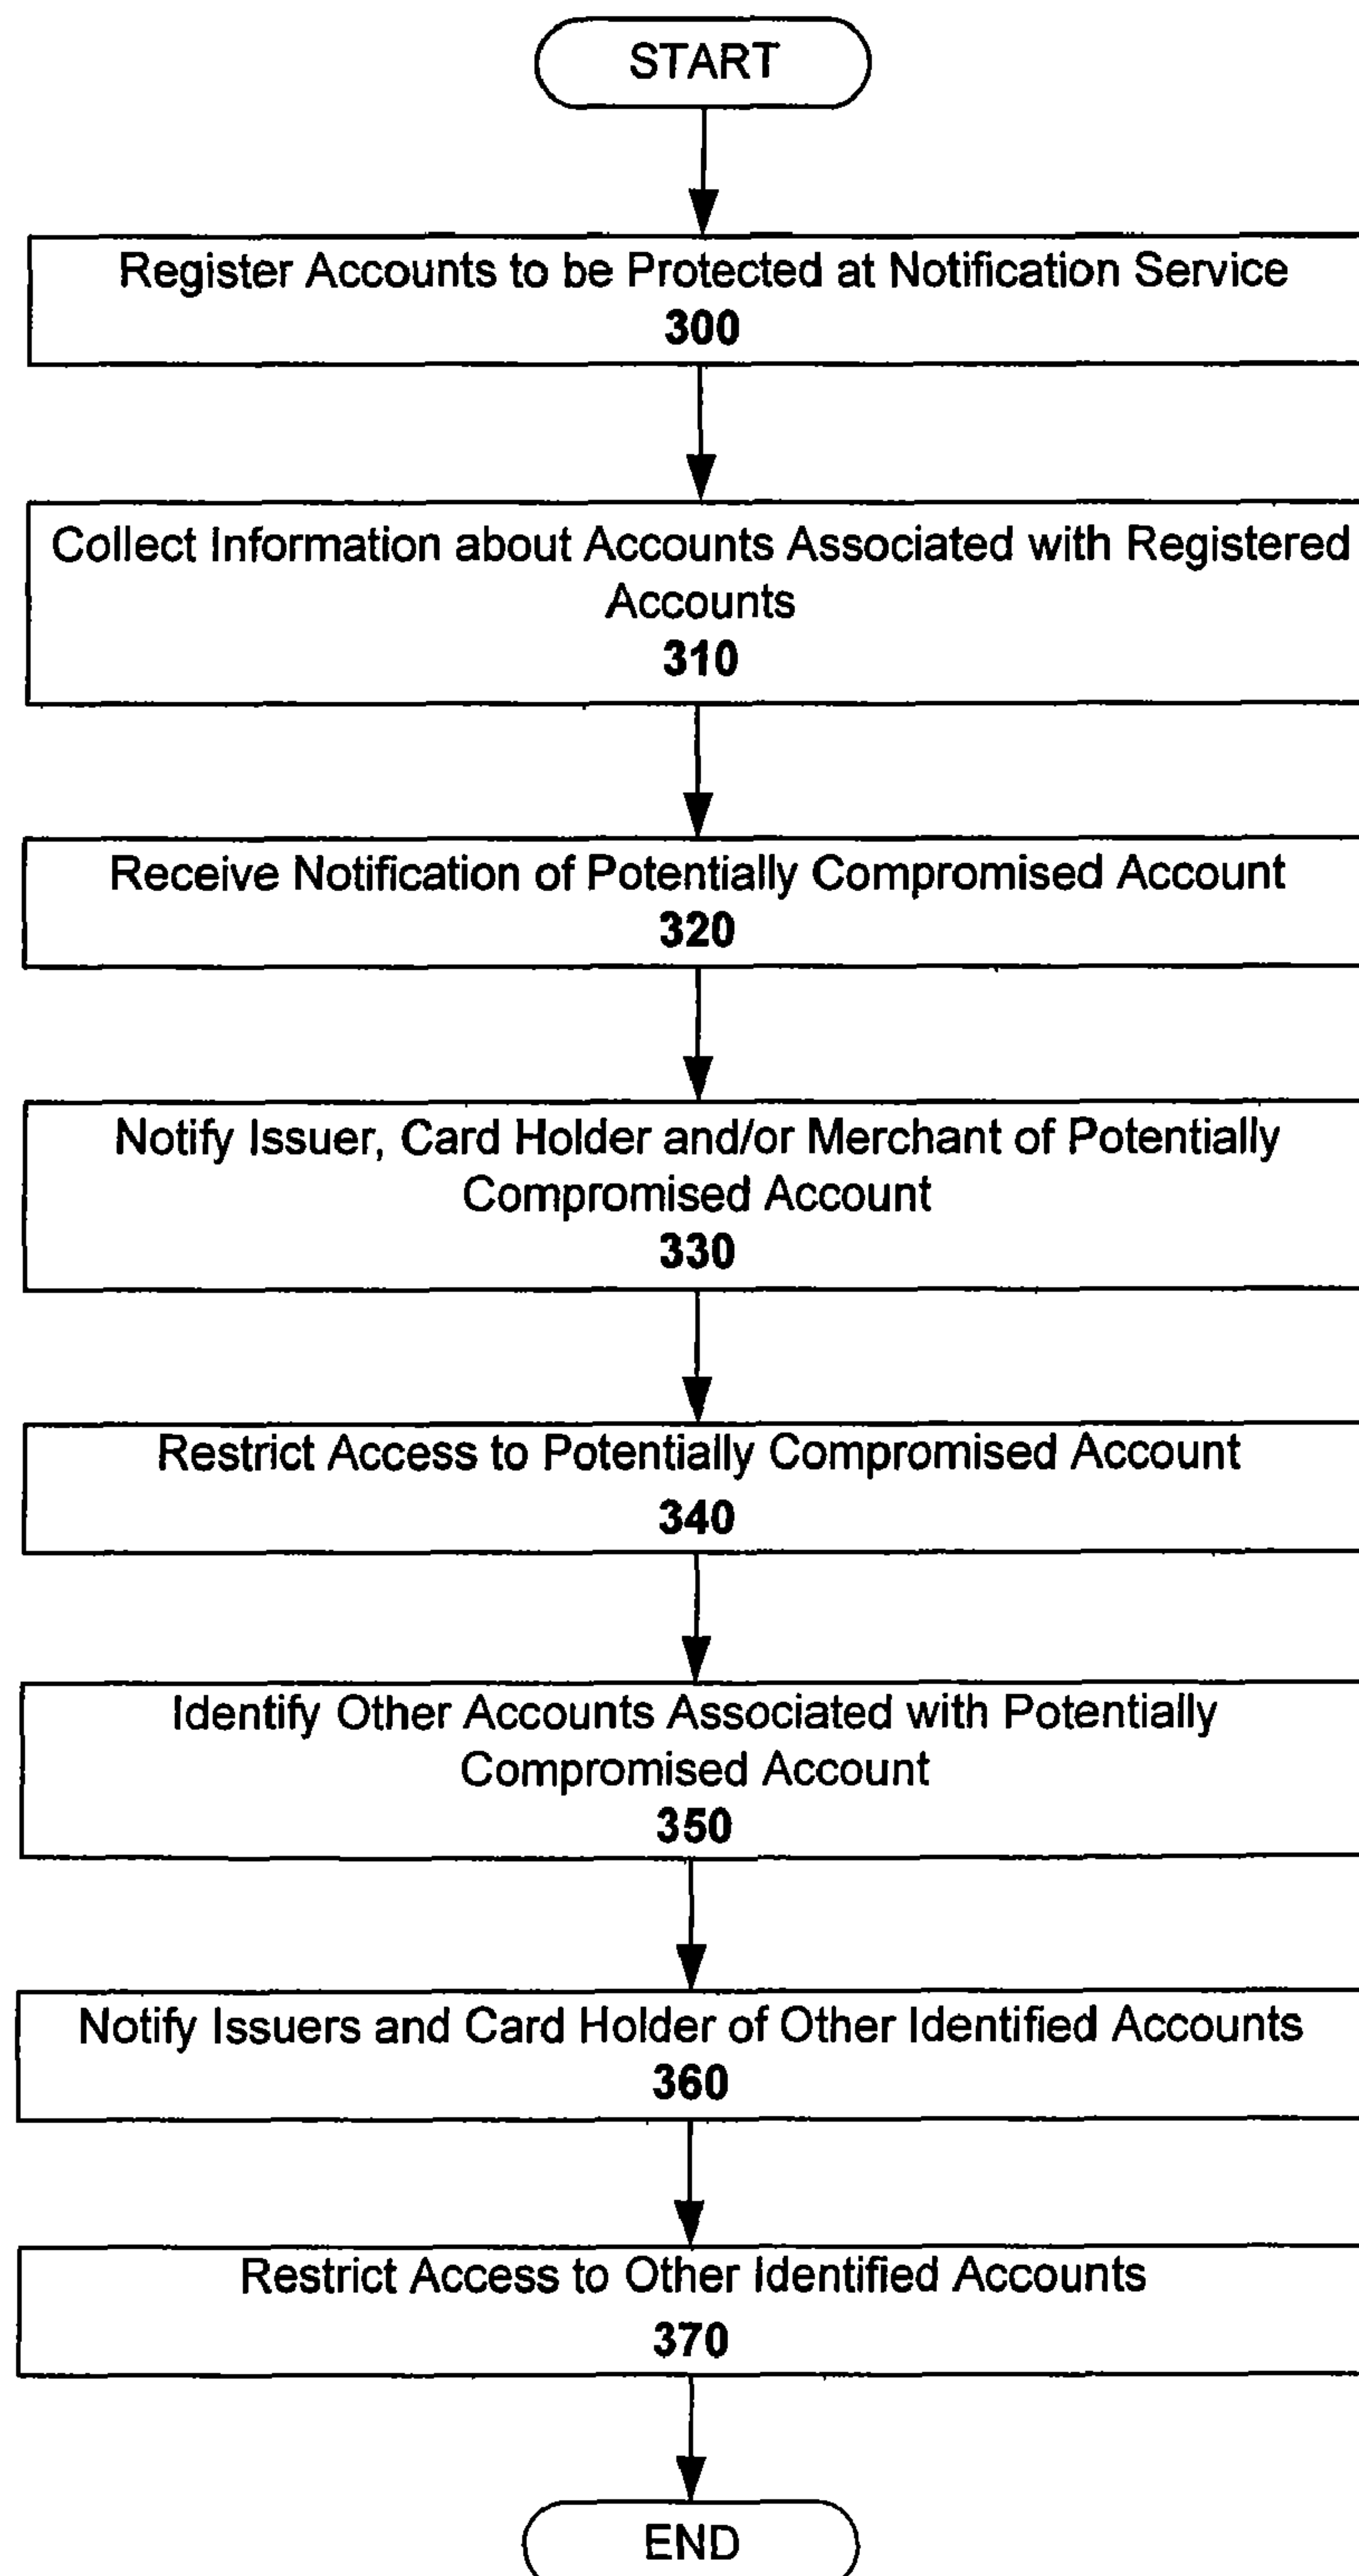 START
Register Accounts to be Protected at Notification Service
300
Collect Information about Accounts Associated with Registered
Accounts
310
Receive Notification of Potentially Compromised Account
320
Notify Issuer, Card Holder and/or Merchant of Potentially
Compromised Account
330
Restrict Access to Potentially Compromised Account
340
Identify Other Accounts Associated with Potentially
Compromised Account
350
Notify Issuers and Card Holder of Other Identified Accounts
360
Restrict Access to Other Identified Accounts
370
END